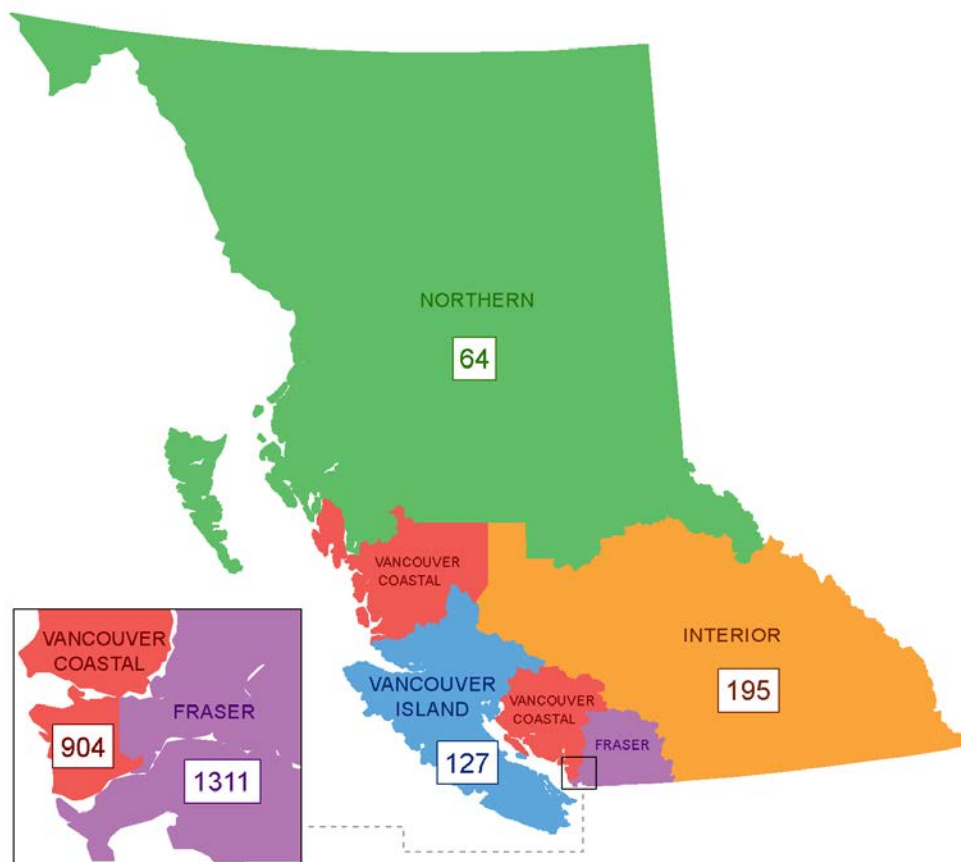 NORTHERN
64
VANCOUVER
COASTAL
INTERIOR
195
VANCOUVER
ISLAND
127
VANCOUVER
COASTAL
FRASER
VANCOUVER
COASTAL
FRASER
904
1311